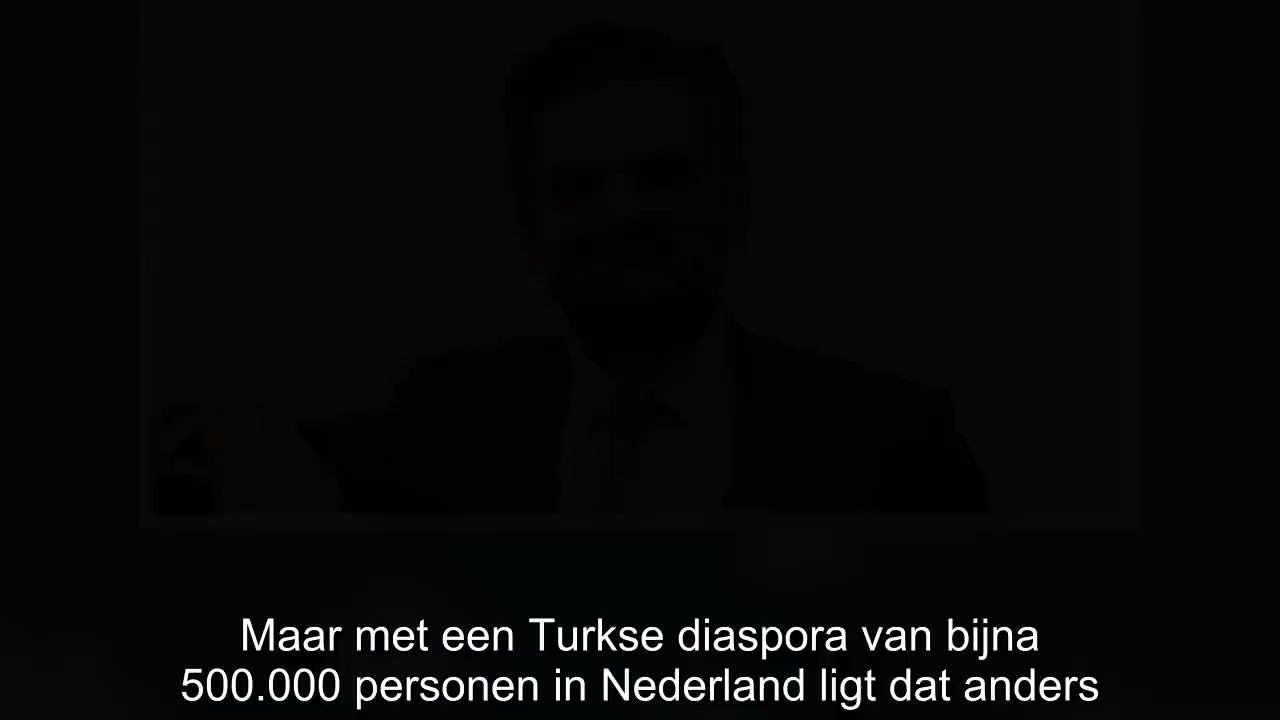 Maar met een Turkse diaspora van bijna
500.000 personen in Nederland ligt dat anders